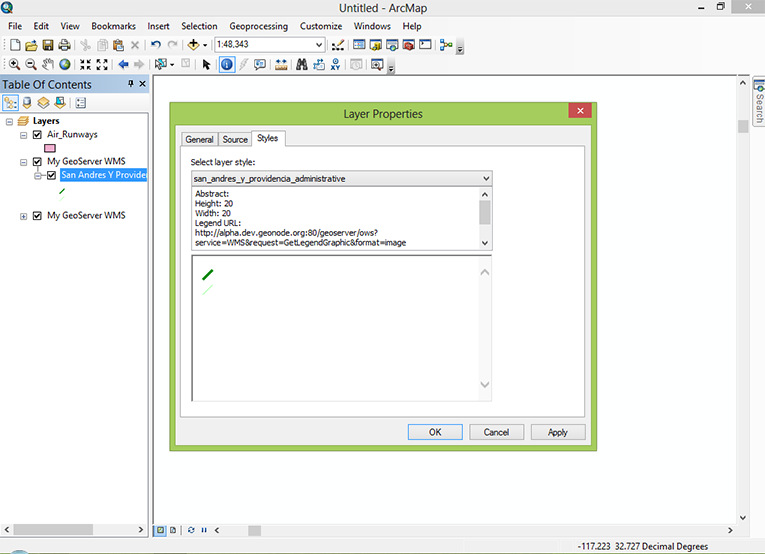 Untitled - ArcMap
File Edit View Bookmarks Insert Selection Geoprocessing Customize Windows Help
1:48,343
Table Of Contents
Layers
Air_Runways
My GeoServer WMS
San Andres Y Provider
My GeoServer WMS
Layer Properties
General Source Styles
Select layer style:
san_andres_y_providencia_administrative
Abstract:
Height: 20
Width: 20
Legend URL:
http://alpha.dev.geonode.org:80/geoserver/ows?
service=WMS&request=GetLegendGraphic&format=image
OK Cancel Apply
Search
-117.223 32.727 Decimal Degrees